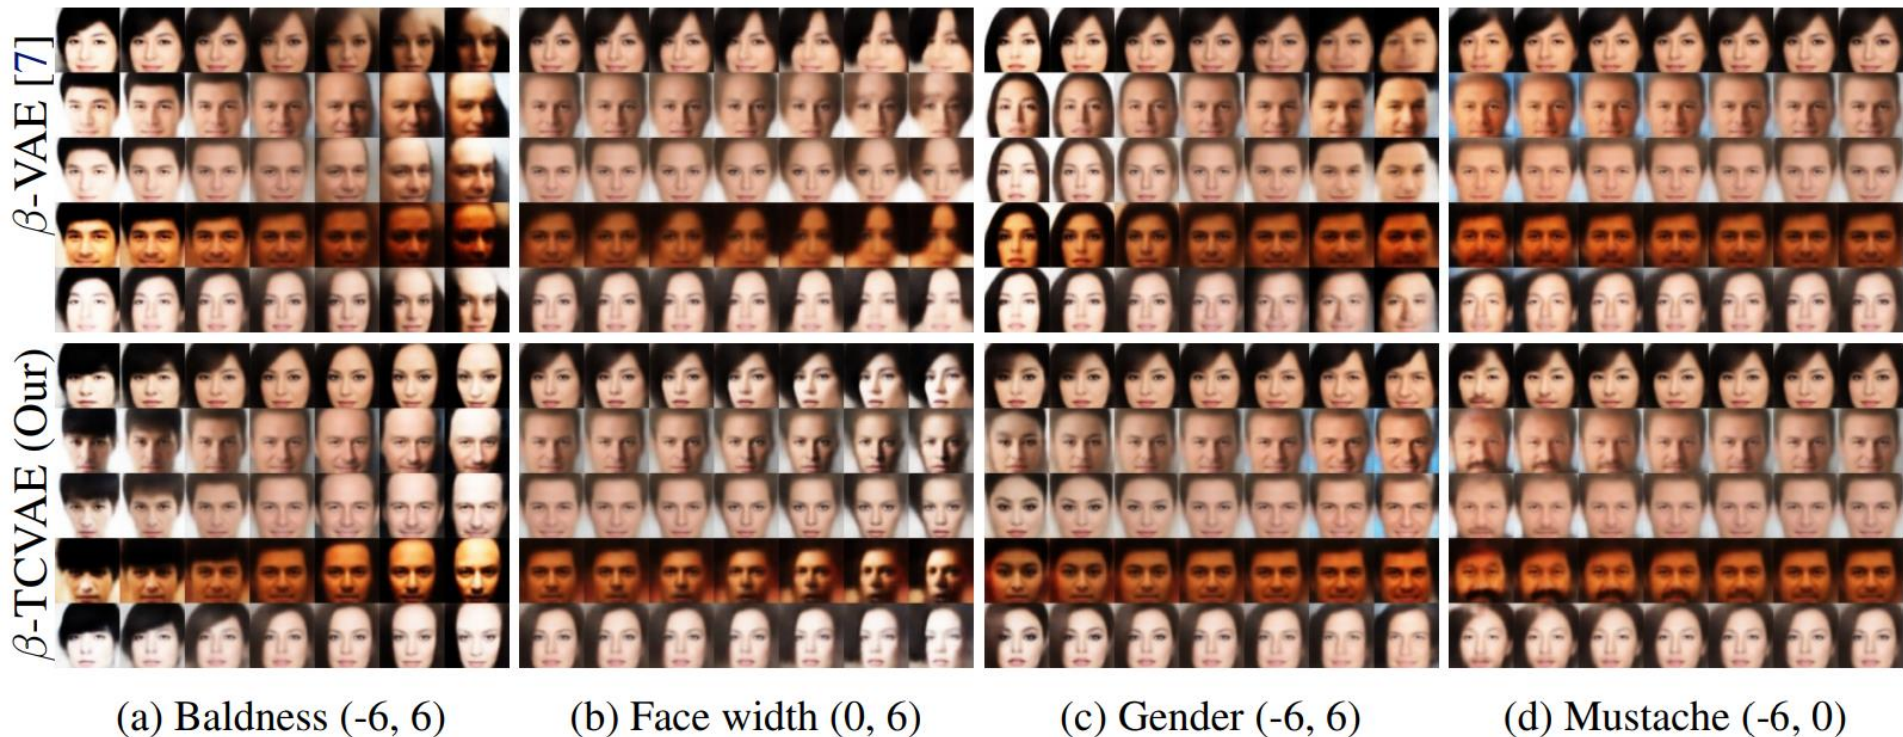 β-VAE [7]
β-TCVAE (Our)
(a) Baldness (-6, 6)
(b) Face width (0, 6)
(c) Gender (-6, 6)
(d) Mustache (-6, 0)